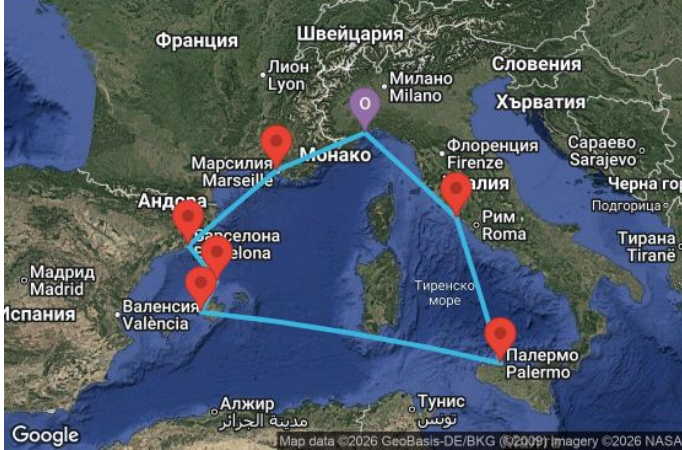 Франция
Швейцария
Лион
Lyon
Милано
Milano
Словения
Хърватия
O
Марсилия
Marseille
Монако
Флоренция
Firenze
Сараево
Sarajevo
Андора
Черна гор
Подгорица
Барселона
Рим
Roma
Тирана
Tiranë
Мадрид
Madrid
Испания
Валенсия
València
Тиренско
море
Палермо
Palermo
Алжир
مدينة الجزائر
Тунис
تونس
Google
Map data ©2026 GeoBasis-DE/BKG (©2009) Imagery ©2026 NASA